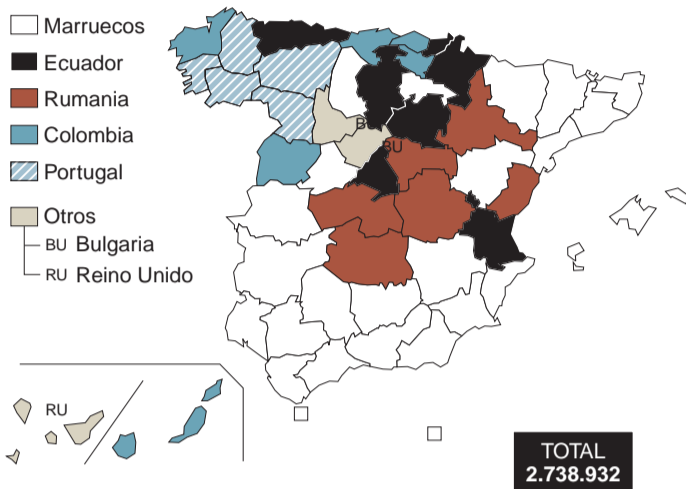 Marruecos
Ecuador
Rumania
Colombia
Portugal
Otros
BU Bulgaria
RU Reino Unido
BU
BU
RU
TOTAL
2.738.932